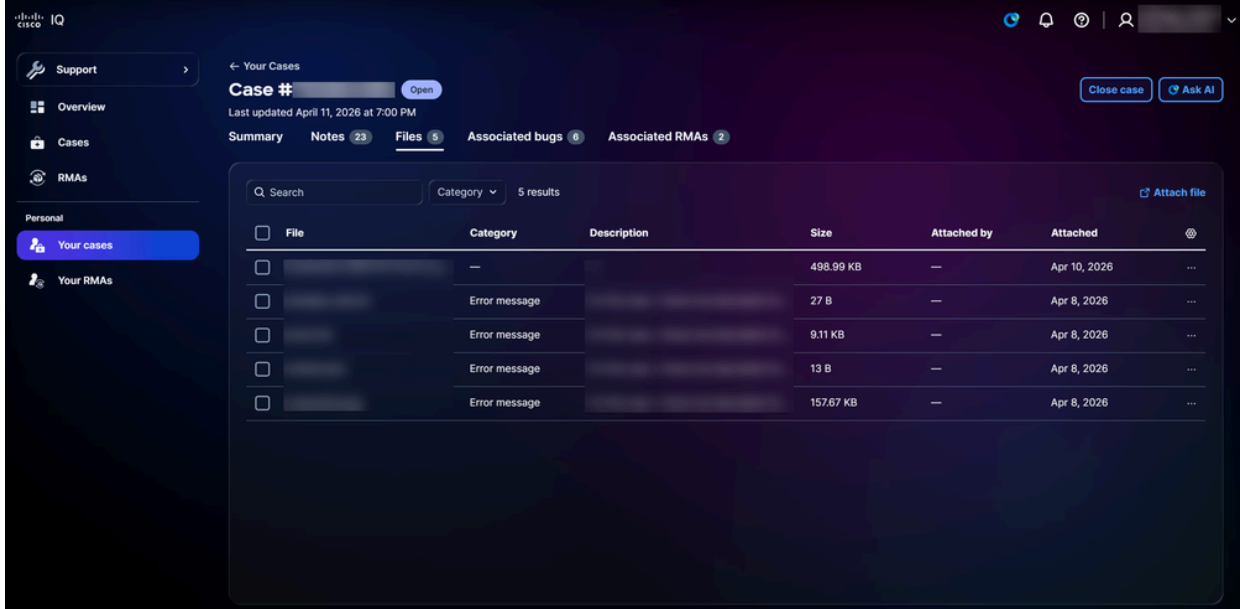 cisco IQ
Support
Overview
Cases
RMAs
Personal
Your cases
Your RMAs
← Your Cases
Case # Open
Last updated April 11, 2026 at 7:00 PM
Close case Ask AI
Summary Notes 23 Files 5 Associated bugs 6 Associated RMAs 2
Search Category 5 results Attach file
File Category Description Size Attached by Attached
— 498.99 KB — Apr 10, 2026 ...
Error message 27 B — Apr 8, 2026 ...
Error message 9.11 KB — Apr 8, 2026 ...
Error message 13 B — Apr 8, 2026 ...
Error message 157.67 KB — Apr 8, 2026 ...